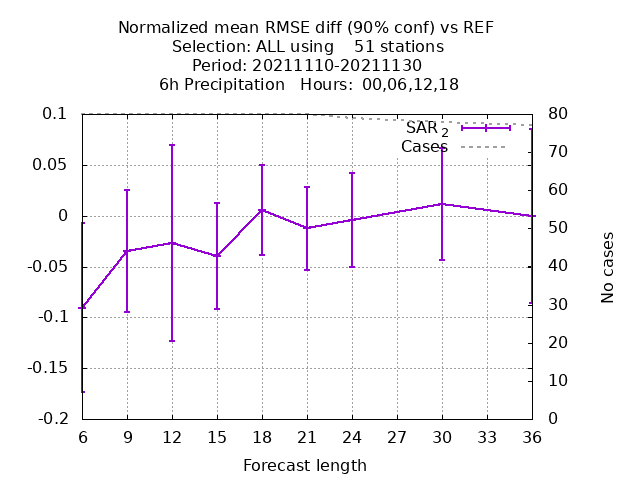 Normalized mean RMSE diff (90% conf) vs REF
Selection: ALL using    51 stations
Period: 20211110-20211130
6h Precipitation   Hours:  00,06,12,18
SAR 2
Cases
0.1
0.05
0
-0.05
-0.1
-0.15
-0.2
80
70
60
50
40
30
20
10
0
No cases
6 9 12 15 18 21 24 27 30 33 36
Forecast length